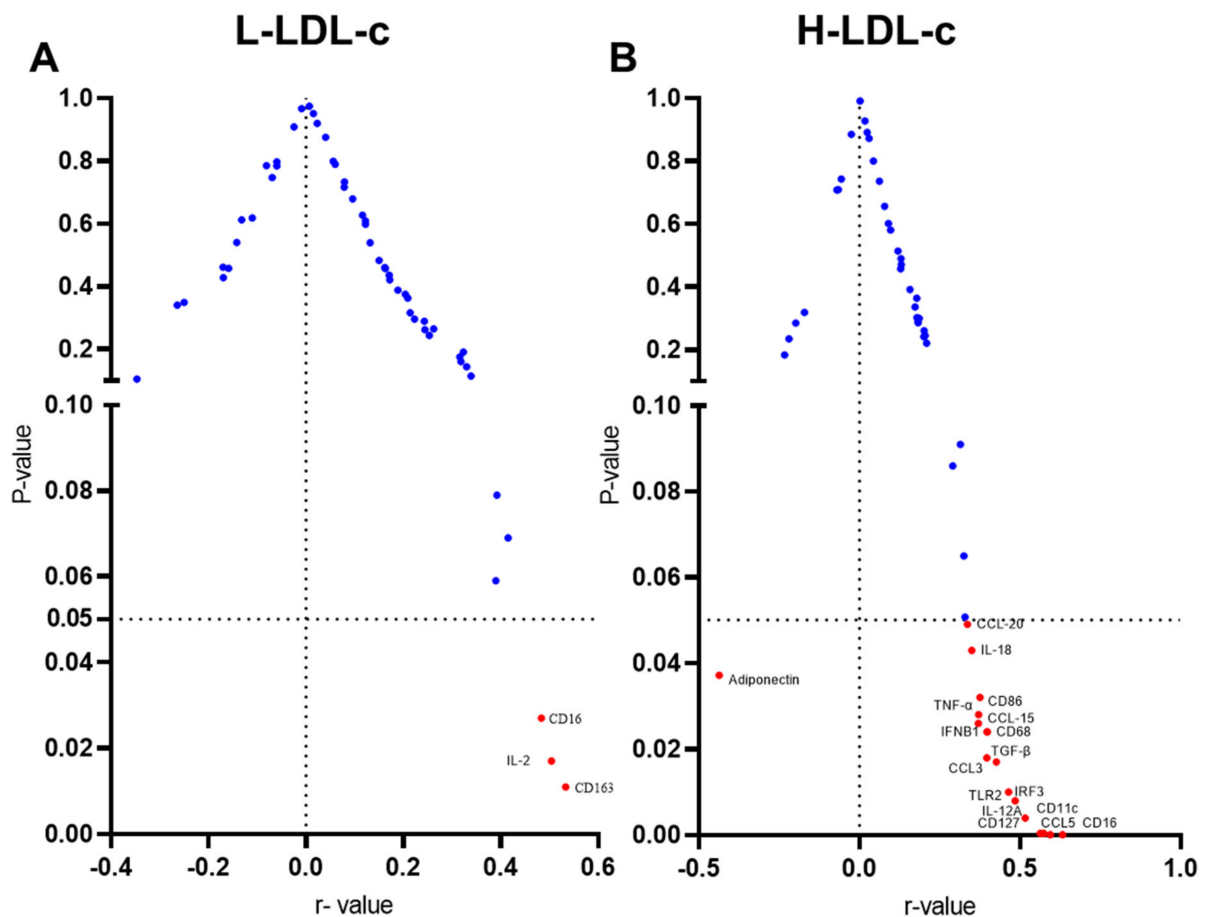 L-LDL-c
H-LDL-c
A
B
1.0
0.8
0.6
0.4
0.2
0.10
0.08
0.06
0.05
0.04
0.02
0.00
P-value
CD16
IL-2
CD163
-0.4
-0.2
0.0
0.2
0.4
0.6
r- value
1.0
0.8
0.6
0.4
0.2
0.10
0.08
0.06
0.04
0.02
0.00
P-value
CCL-20
IL-18
Adiponectin
CD86
TNF-α
CCL-15
IFNB1
CD68
TGF-β
CCL3
TLR2
IRF3
IL-12A
CD11c
CD127
CCL5
CD16
-0.5
0.0
0.5
1.0
r-value